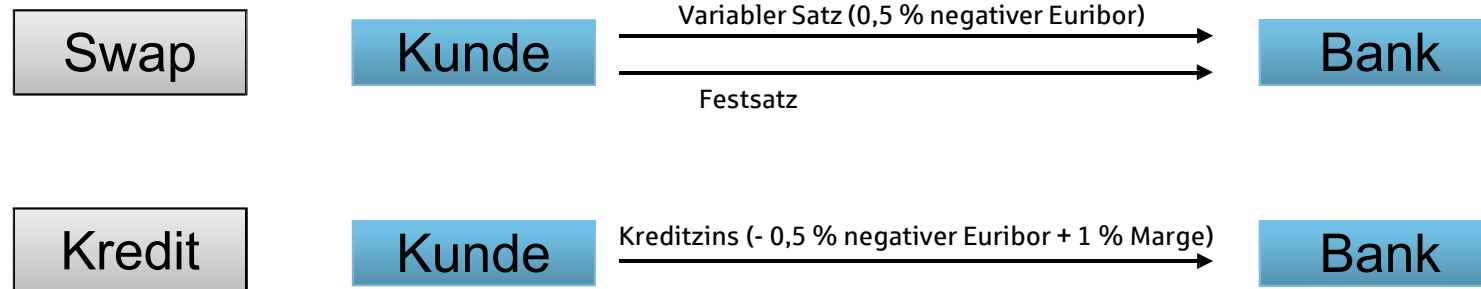 Variabler Satz (0,5 % negativer Euribor)
Swap
Kunde
Bank
Festsatz
Kredit
Kunde
Kreditzins (- 0,5 % negativer Euribor + 1 % Marge)
Bank